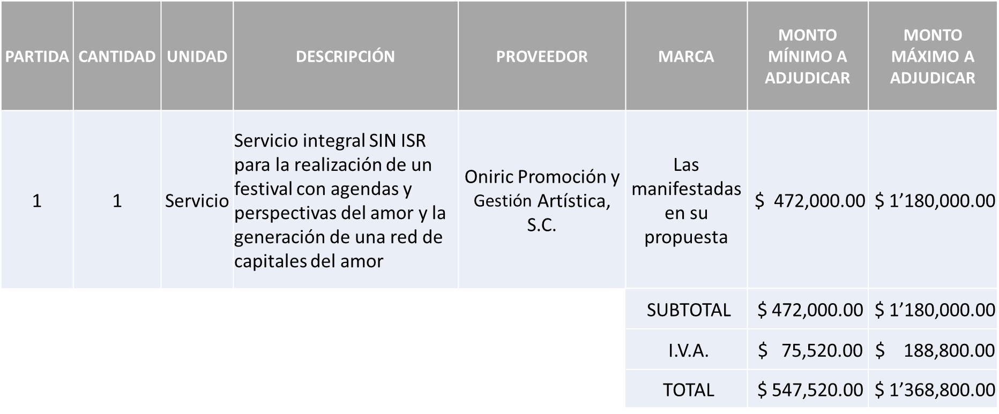 PARTIDA CANTIDAD UNIDAD DESCRIPCIÓN PROVEEDOR MARCA MONTO MÍNIMO A ADJUDICAR MONTO MÁXIMO A ADJUDICAR
1
1
Servicio
Servicio integral SIN ISR
para la realización de un
festival con agendas y
perspectivas del amor y la
generación de una red de
capitales del amor
Oniric Promoción y
Gestión Artística,
S.C.
Las
manifestadas
en su
propuesta
$ 472,000.00
$ 1’180,000.00
SUBTOTAL $ 472,000.00 $ 1’180,000.00
I.V.A. $ 75,520.00 $ 188,800.00
TOTAL $ 547,520.00 $ 1’368,800.00